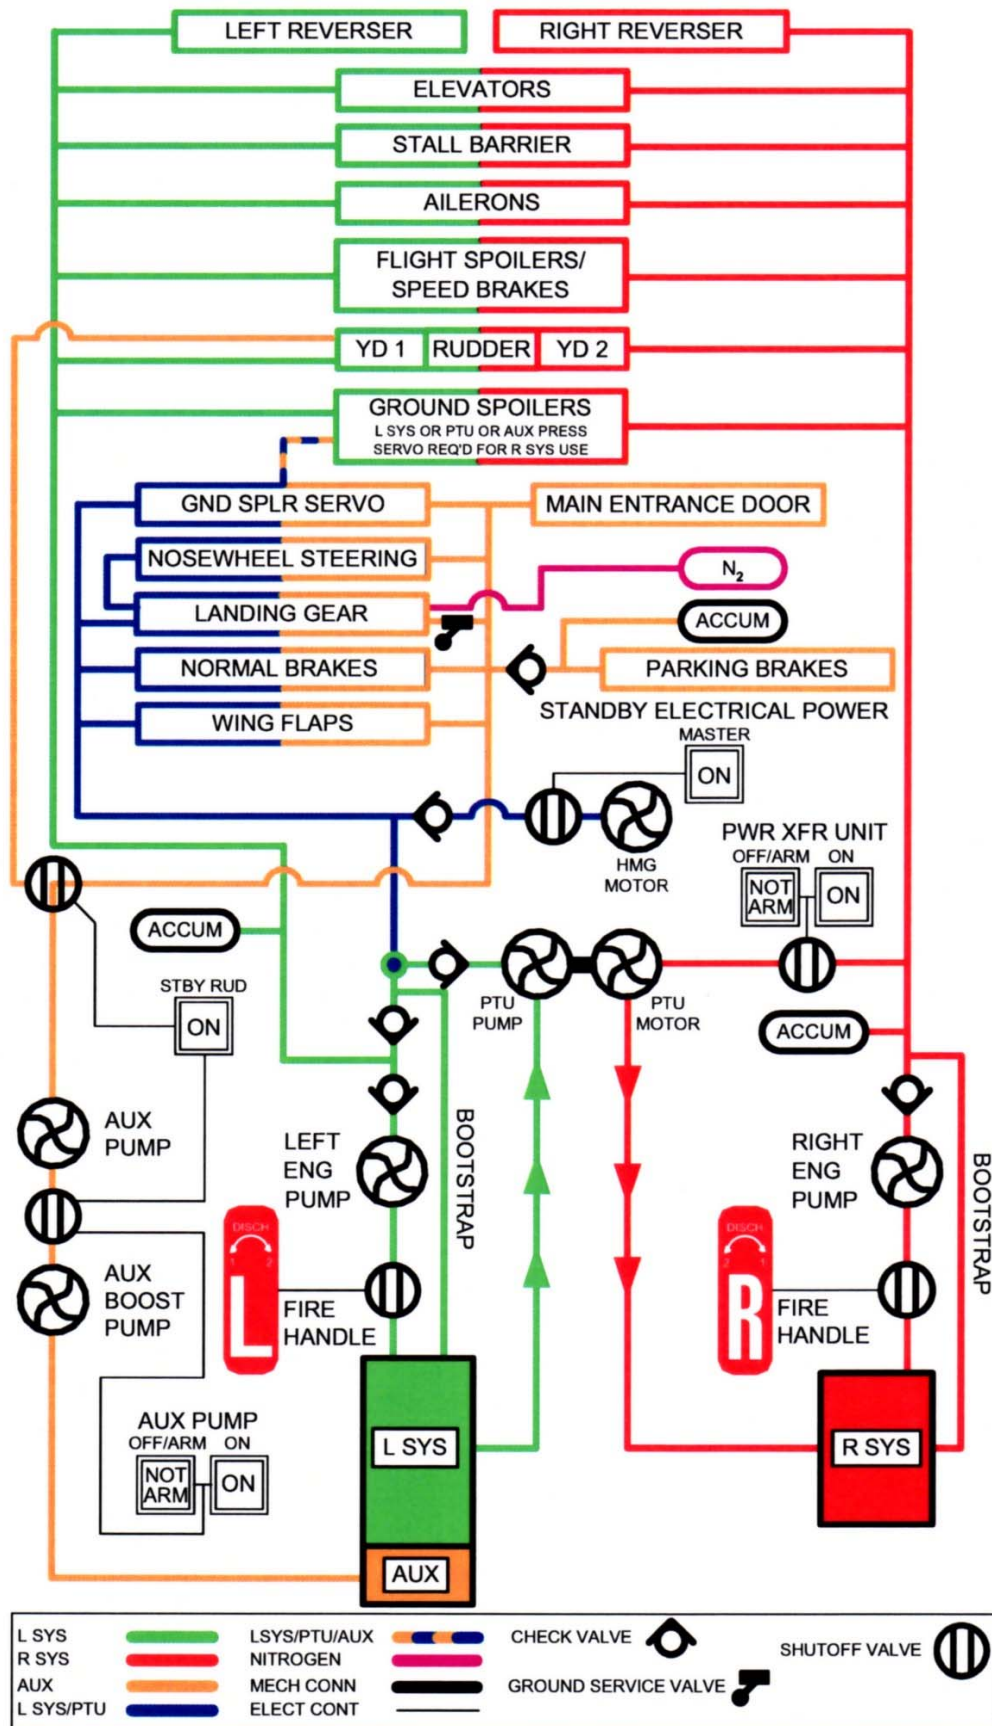 LEFT REVERSER
RIGHT REVERSER
ELEVATORS
STALL BARRIER
AILERONS
FLIGHT SPOILERS/
SPEED BRAKES
YD 1
RUDDER
YD 2
GROUND SPOILERS
L SYS OR PTU OR AUX PRESS
SERVO REQ'D FOR R SYS USE
GND SPLR SERVO
MAIN ENTRANCE DOOR
NOSEWHEEL STEERING
N2
LANDING GEAR
ACCUM
NORMAL BRAKES
PARKING BRAKES
WING FLAPS
STANDBY ELECTRICAL POWER
MASTER
ON
HMG
MOTOR
PWR XFR UNIT
OFF/ARM ON
NOT
ARM
ON
ACCUM
STBY RUD
ON
PTU
PUMP
PTU
MOTOR
ACCUM
AUX
PUMP
LEFT
ENG
PUMP
BOOTSTRAP
RIGHT
ENG
PUMP
BOOTSTRAP
DISCH
1 2
L
FIRE
HANDLE
DISCH
2 1
R
FIRE
HANDLE
AUX
BOOST
PUMP
AUX PUMP
OFF/ARM ON
NOT
ARM
ON
L SYS
R SYS
AUX
L SYS
R SYS
AUX
L SYS/PTU
LSYS/PTU/AUX
NITROGEN
MECH CONN
ELECT CONT
CHECK VALVE
GROUND SERVICE VALVE
SHUTOFF VALVE